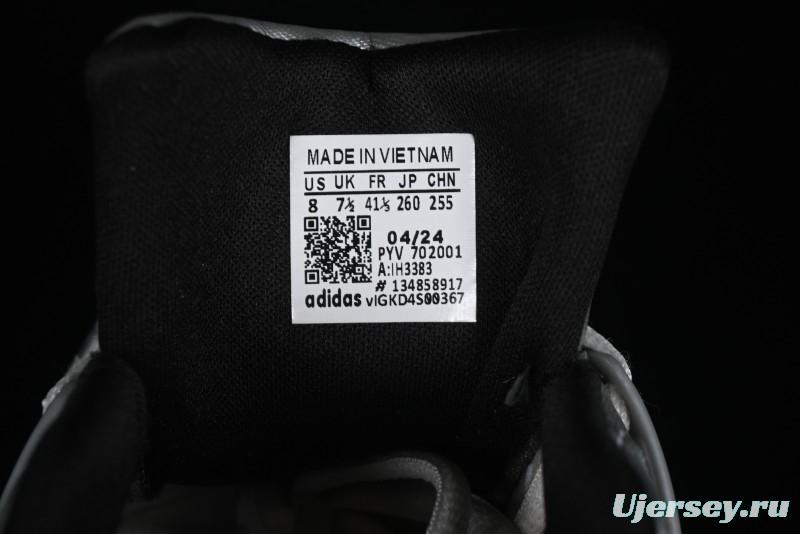 MADE IN VIETNAM
US UK FR JP CHN
8 7½ 41⅓ 260 255
04/24
PYV 702001
A:IH3383
# 134858917
adidas vIGKD4S00367
Ujersey.ru